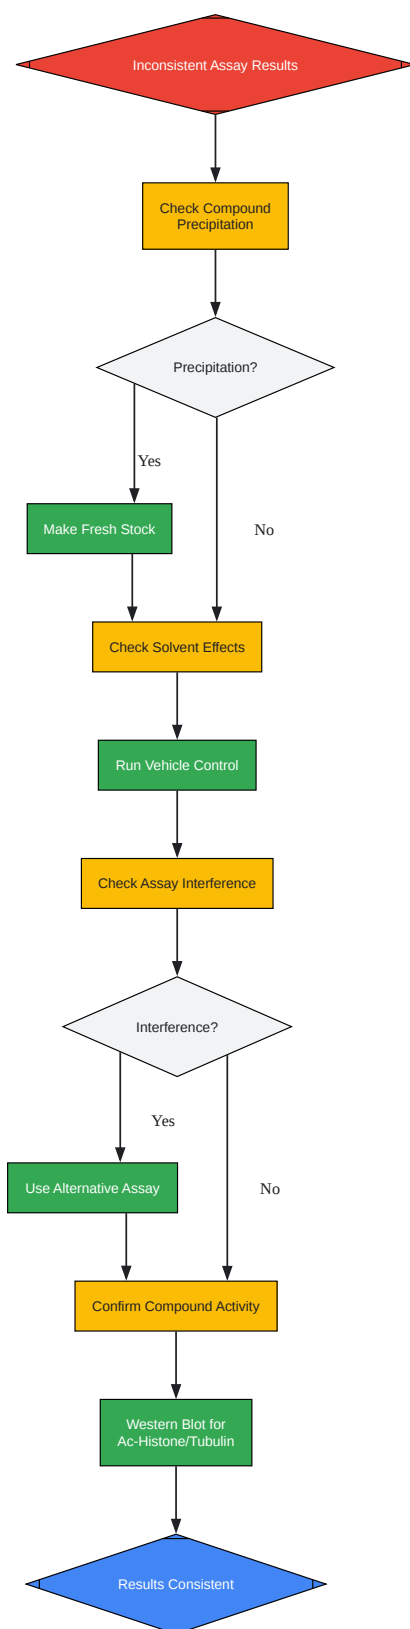 Inconsistent Assay Results
Check Compound
Precipitation
Precipitation?
Yes
Make Fresh Stock
No
Check Solvent Effects
Run Vehicle Control
Check Assay Interference
Interference?
Yes
Use Alternative Assay
No
Confirm Compound Activity
Western Blot for
Ac-Histone/Tubulin
Results Consistent